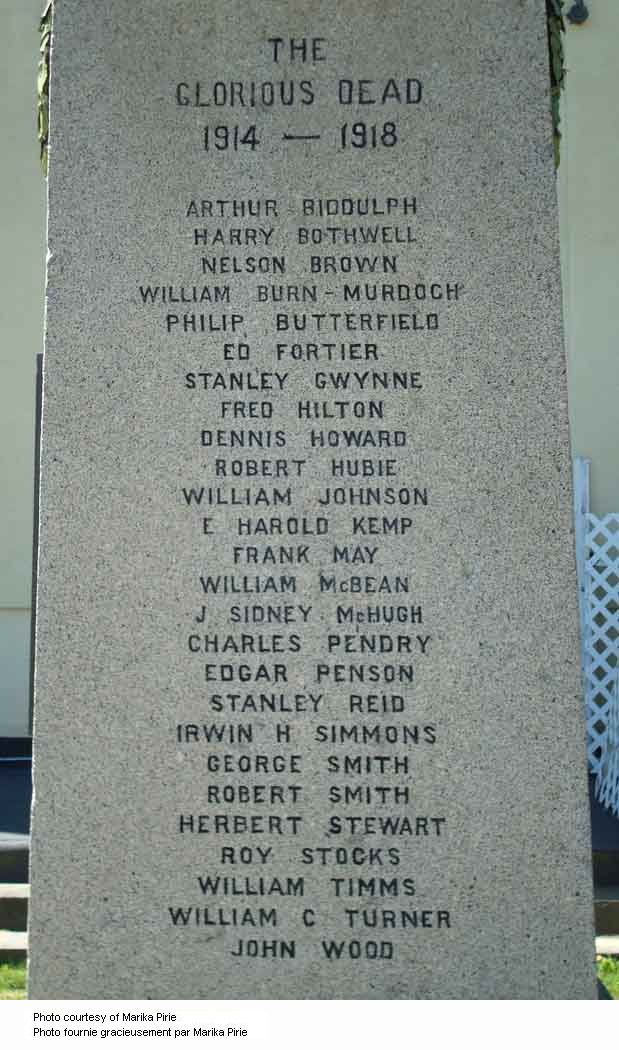 THE
GLORIOUS DEAD
1914 — 1918
ARTHUR BIDDULPH
HARRY BOTHWELL
NELSON BROWN
WILLIAM BURN-MURDOCH
PHILIP BUTTERFIELD
ED FORTIER
STANLEY GWYNNE
FRED HILTON
DENNIS HOWARD
ROBERT HUBIE
WILLIAM JOHNSON
E HAROLD KEMP
FRANK MAY
WILLIAM McBEAN
J SIDNEY McHUGH
CHARLES PENDRY
EDGAR PENSON
STANLEY REID
IRWIN H SIMMONS
GEORGE SMITH
ROBERT SMITH
HERBERT STEWART
ROY STOCKS
WILLIAM TIMMS
WILLIAM C TURNER
JOHN WOOD
Photo courtesy of Marika Pirie
Photo fournie gracieusement par Marika Pirie